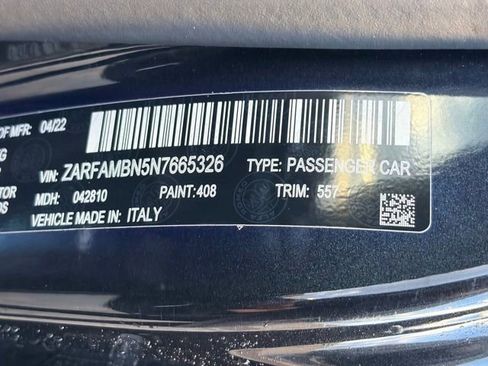 OF MFR: 04/22
VIN: ZARFAMBN5N7665326 TYPE: PASSENGER CAR
MDH: 042810 PAINT: 408 TRIM: 557
VEHICLE MADE IN: ITALY